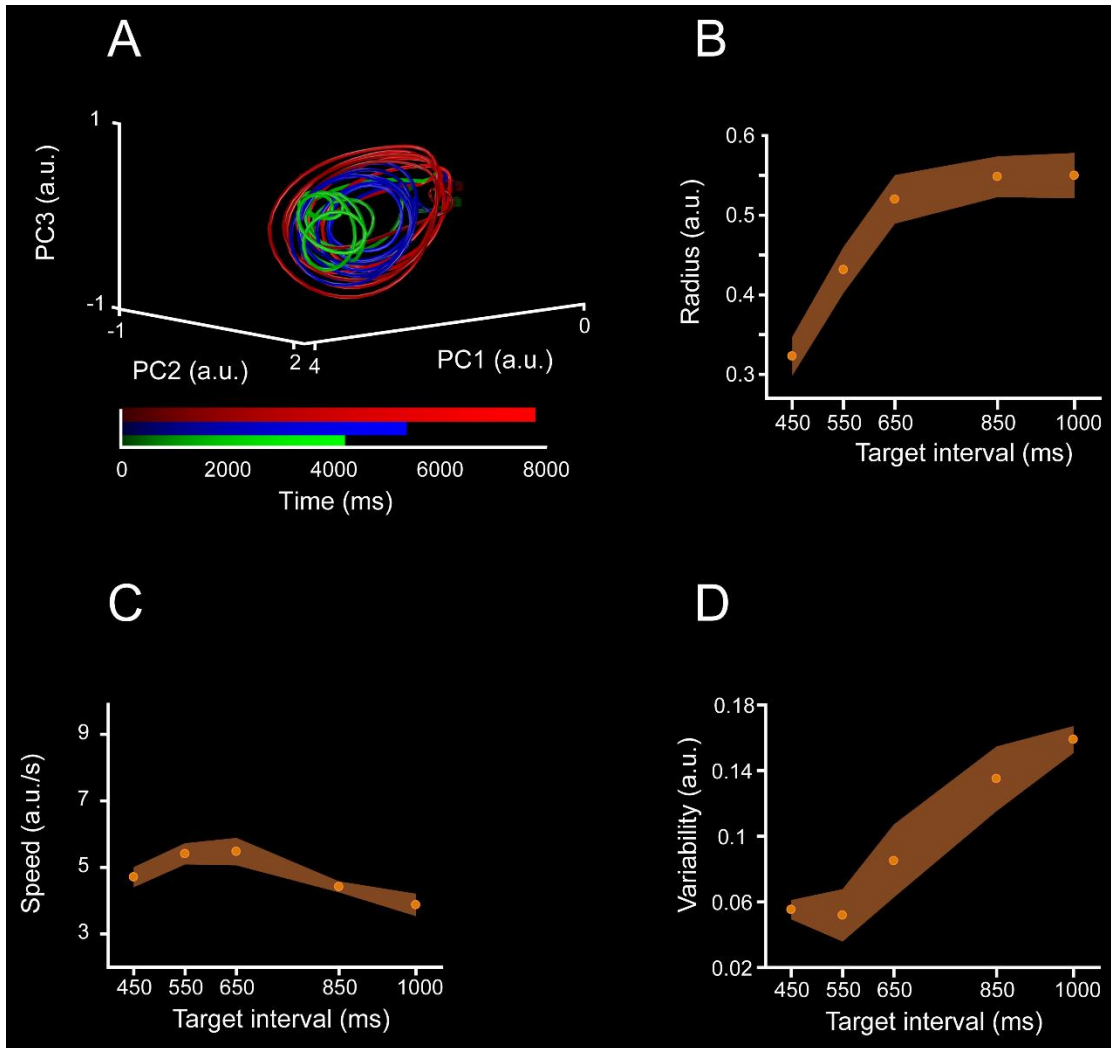 A
1
PC3 (a.u.)
-1
-1
PC2 (a.u.)
2
4
PC1 (a.u.)
0
0
2000
4000
6000
8000
Time (ms)
B
0.6
0.5
0.4
0.3
Radius (a.u.)
450
550
650
850
1000
Target interval (ms)
C
9
7
5
3
Speed (a.u./s)
450
550
650
850
1000
Target interval (ms)
D
0.18
0.14
0.1
0.06
0.02
Variability (a.u.)
450
550
650
850
1000
Target interval (ms)